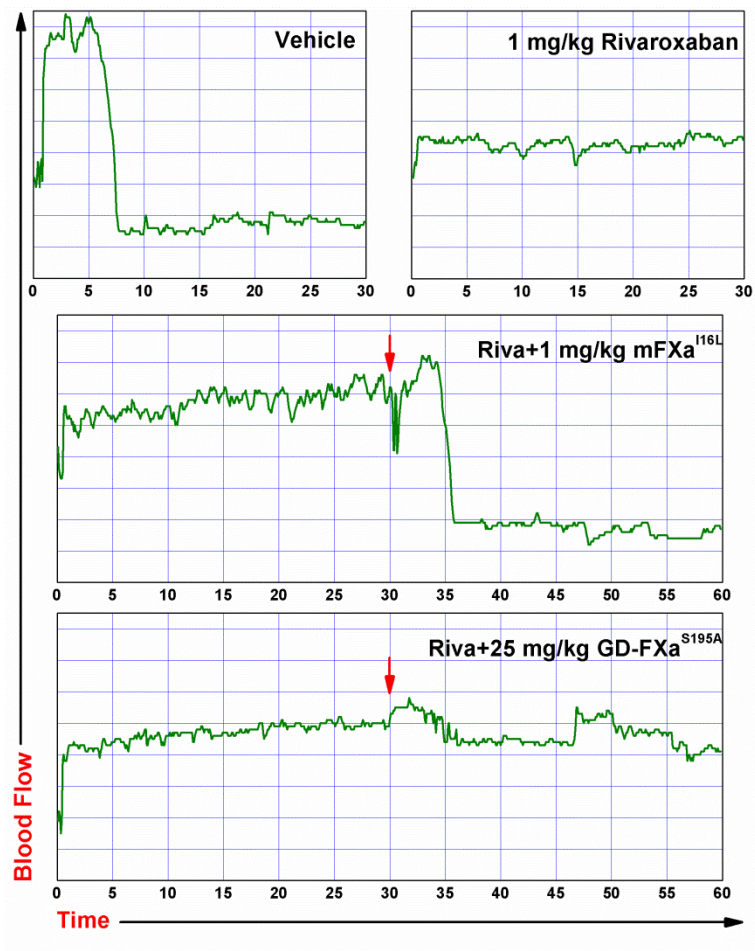 Vehicle
1 mg/kg Rivaroxaban
0 5 10 15 20 25 30
0 5 10 15 20 25 30
Riva+1 mg/kg mFXa^I16L
0 5 10 15 20 25 30 35 40 45 50 55 60
Riva+25 mg/kg GD-FXa^S195A
0 5 10 15 20 25 30 35 40 45 50 55 60
Blood Flow
Time